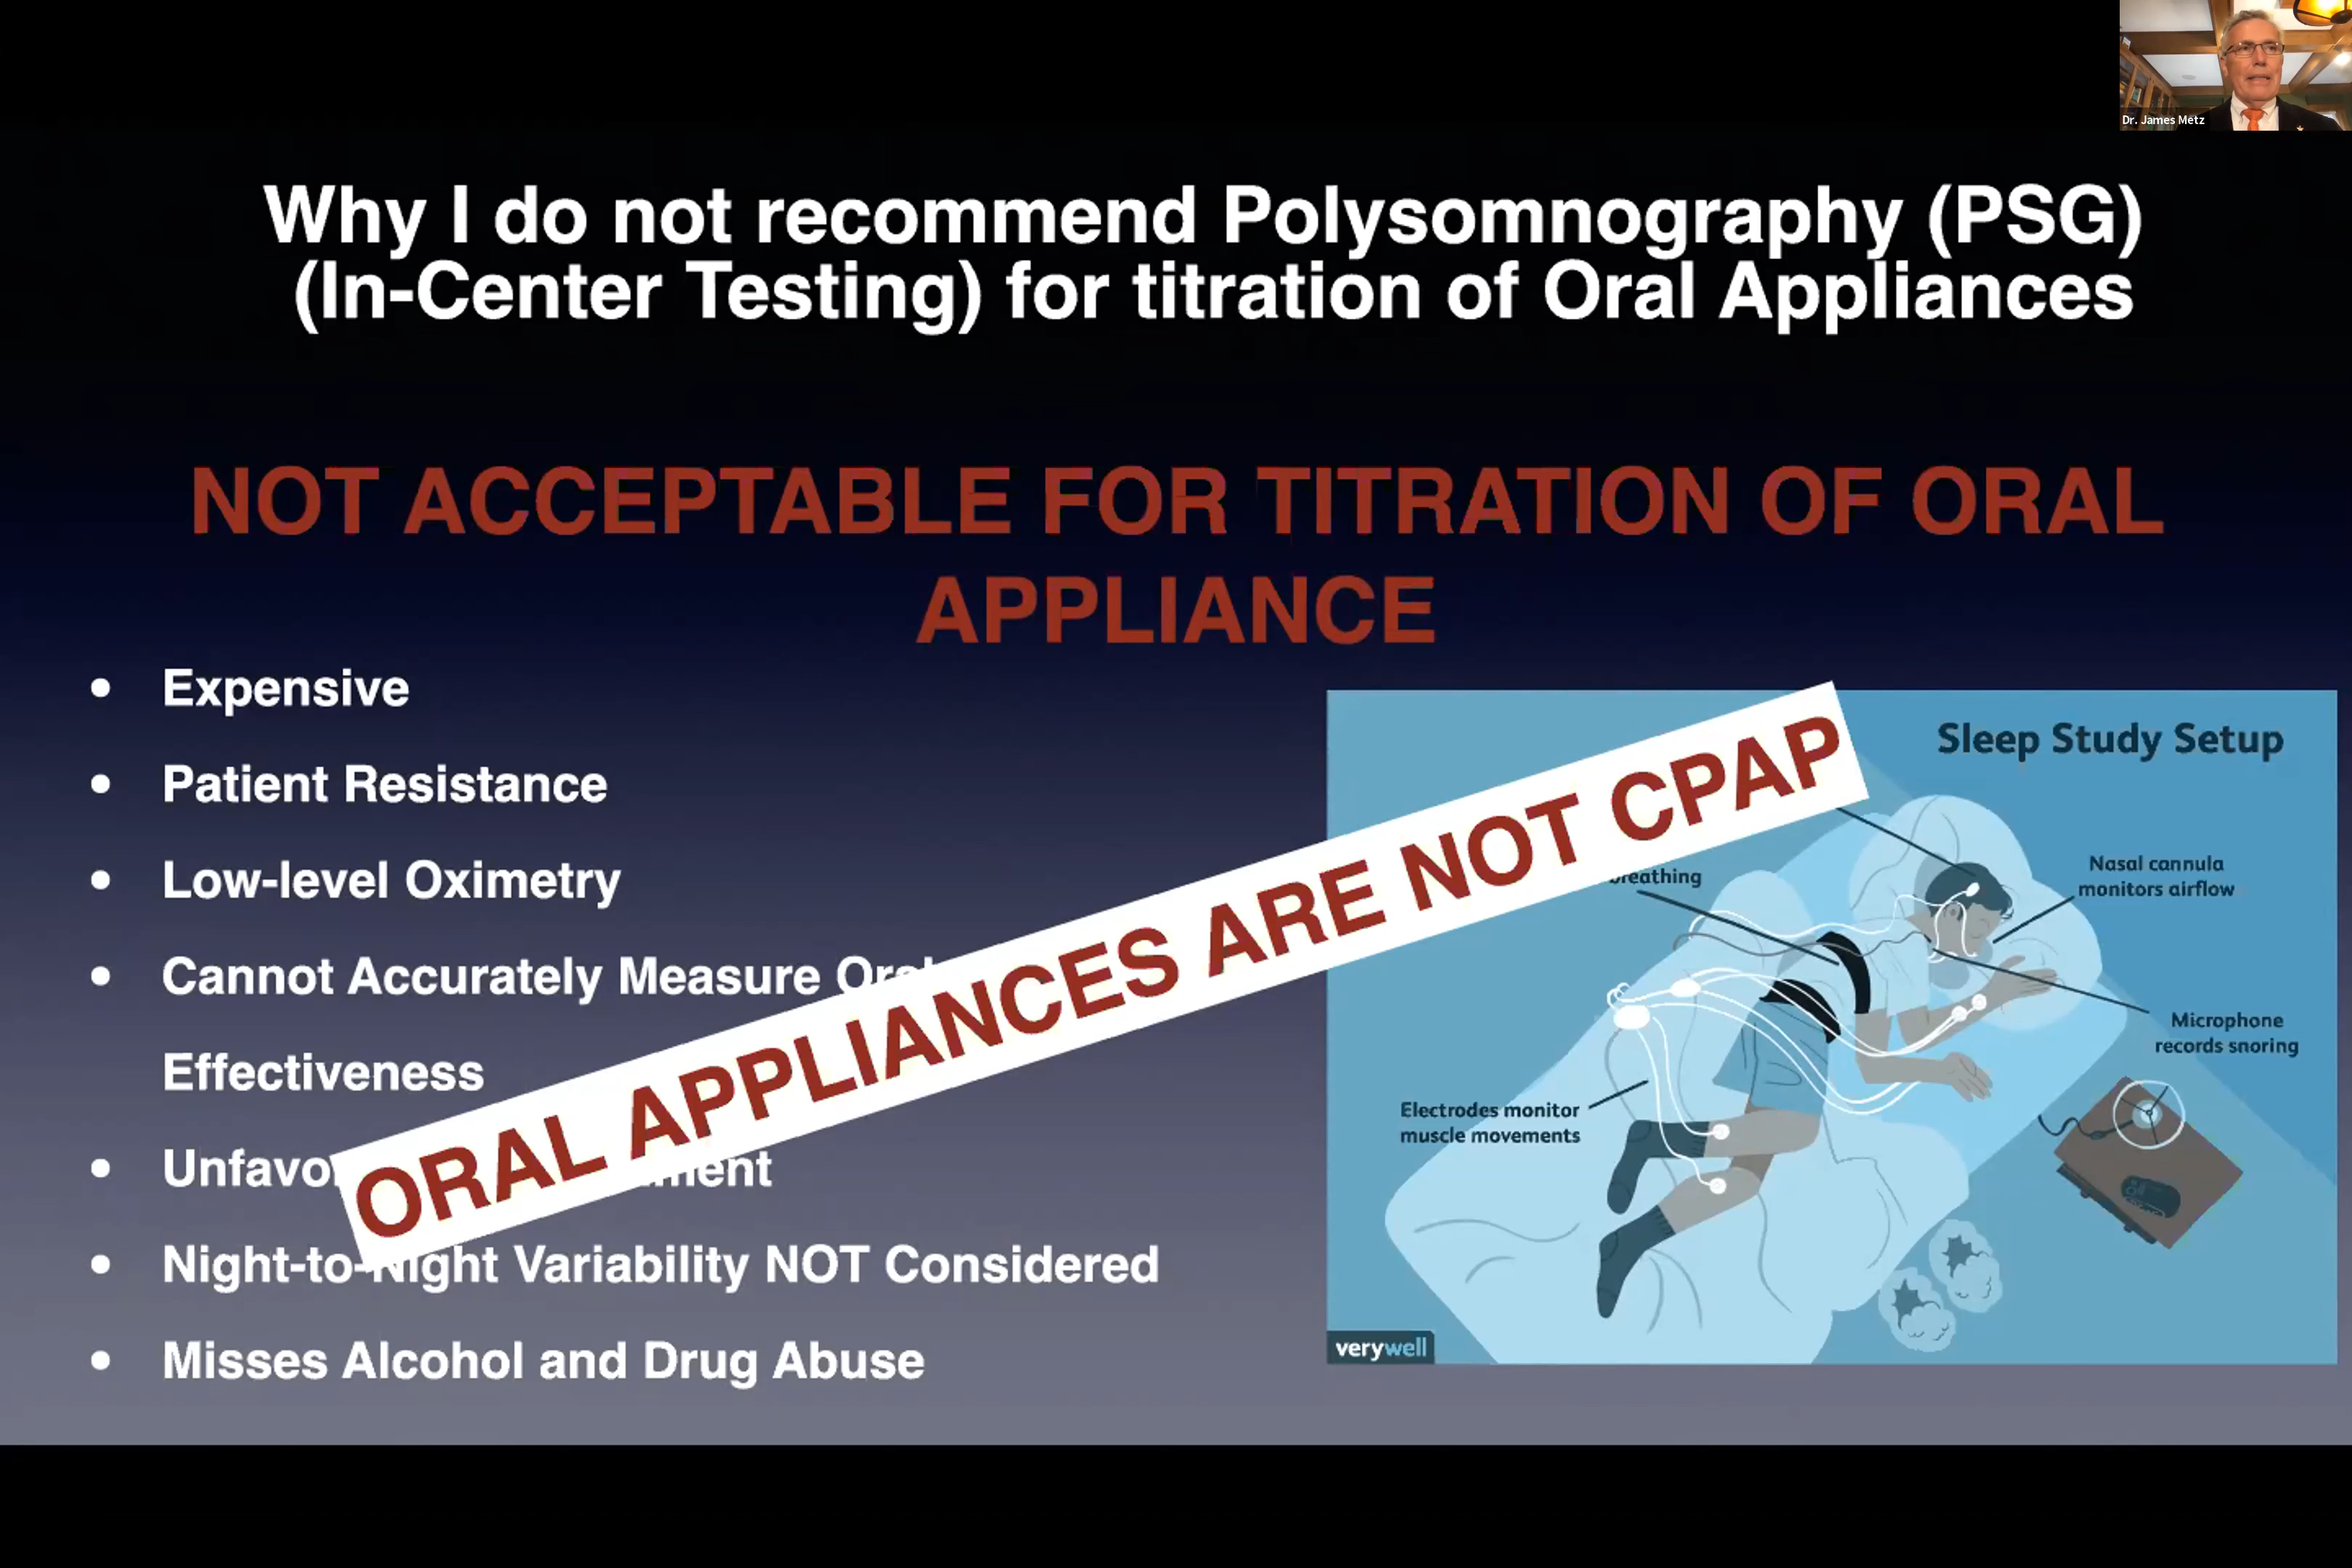 Dr. James Metz
Why I do not recommend Polysomnography (PSG)
(In-Center Testing) for titration of Oral Appliances
NOT ACCEPTABLE FOR TITRATION OF ORAL
APPLIANCE
• Expensive
• Patient Resistance
• Low-level Oximetry
• Cannot Accurately Measure Oral
Effectiveness
• Night-to-Night Variability NOT Considered
• Misses Alcohol and Drug Abuse
ORAL APPLIANCES ARE NOT CPAP
Sleep Study Setup
breathing
Nasal cannula
monitors airflow
Microphone
records snoring
Electrodes monitor
muscle movements
verywell